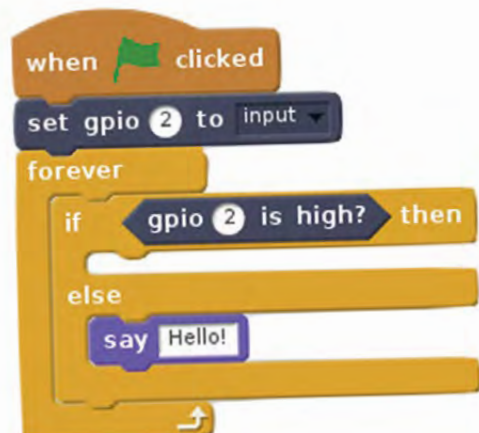 when clicked
set gpio 2 to input
forever
if gpio 2 is high? then
else
say Hello!